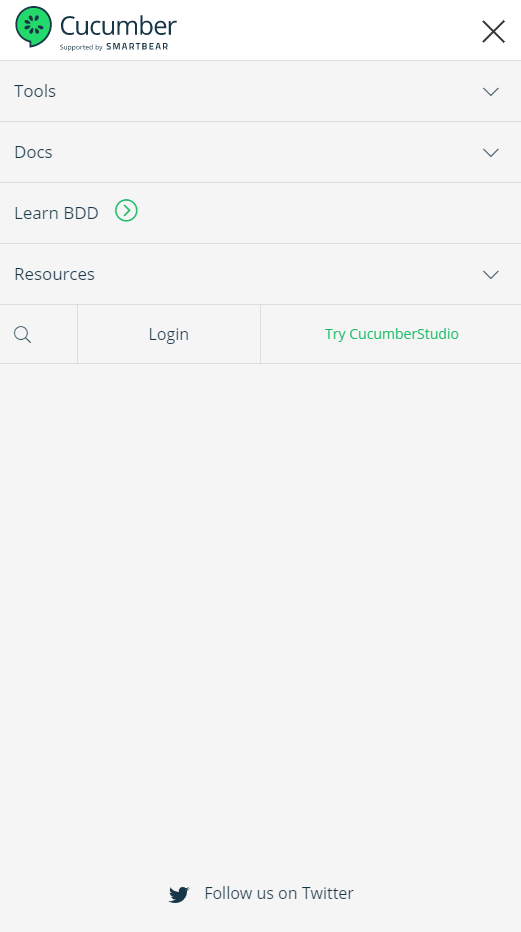 Cucumber
Supported by SMARTBEAR
Tools
Docs
Learn BDD
Resources
Login
Try CucumberStudio
Follow us on Twitter